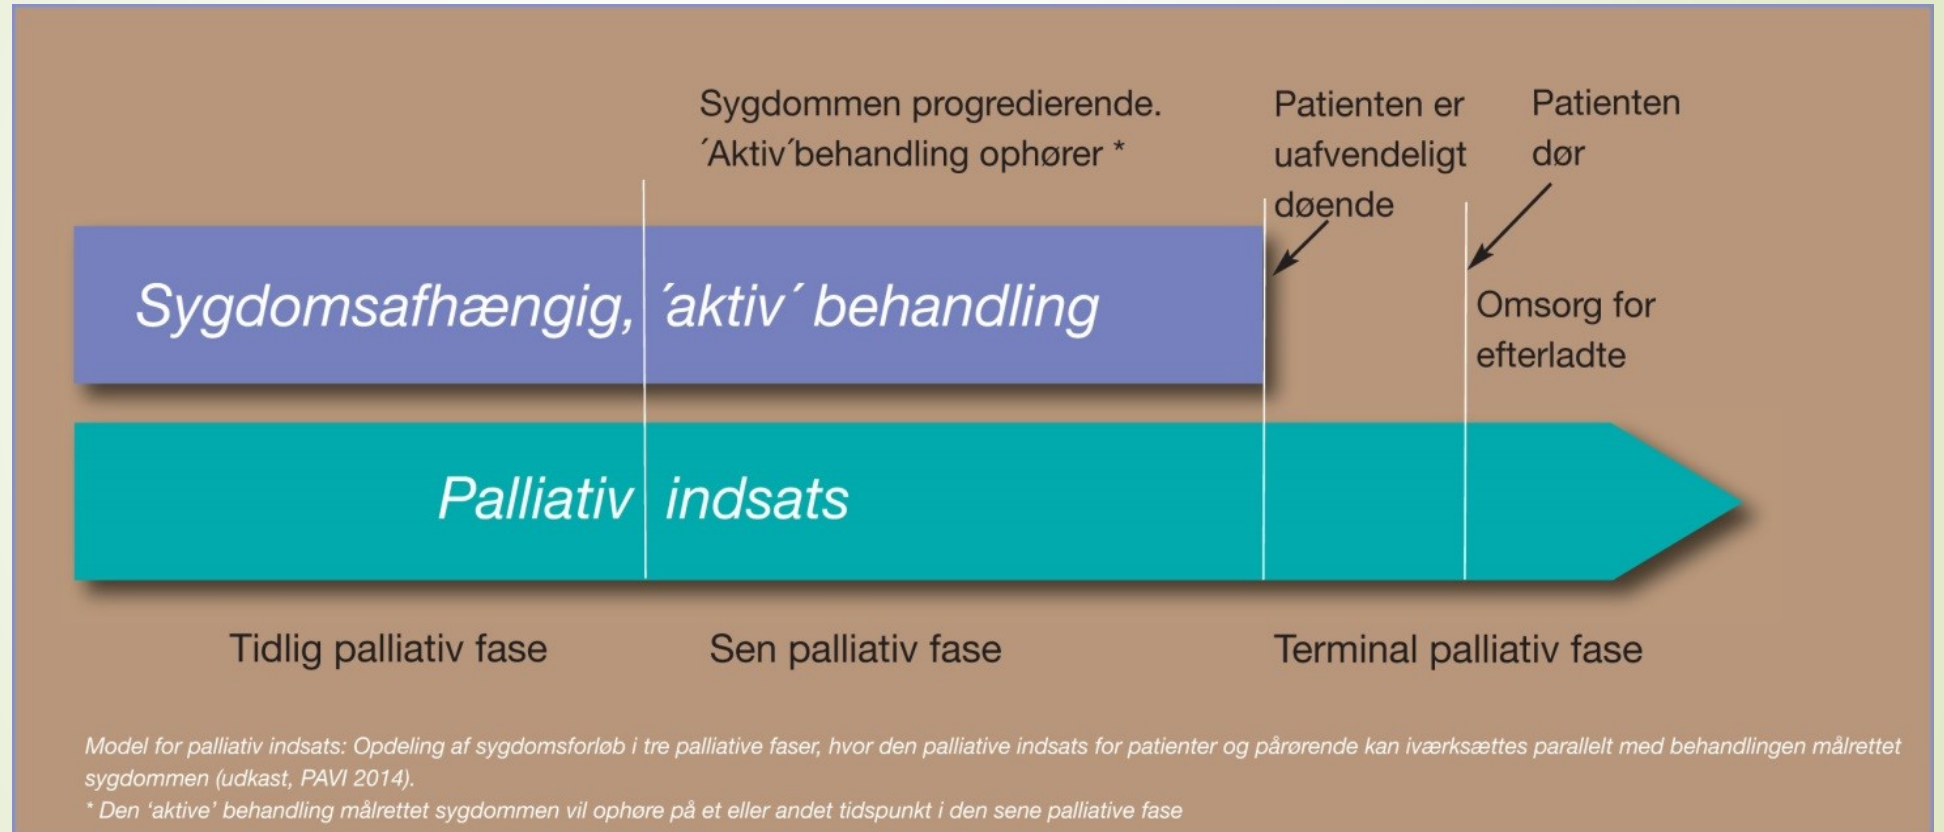 Sygdommen progredierende.
´Aktiv´behandling ophører *
Patienten er
uafvendeligt
døende
Patienten
dør
Sygdomsafhængig, ´aktiv´ behandling
Omsorg for
efterladte
Palliativ indsats
Tidlig palliativ fase
Sen palliativ fase
Terminal palliativ fase
Model for palliativ indsats: Opdeling af sygdomsforløb i tre palliative faser, hvor den palliative indsats for patienter og pårørende kan iværksættes parallelt med behandlingen målrettet
sygdommen (udkast, PAVI 2014).
* Den ‘aktive’ behandling målrettet sygdommen vil ophøre på et eller andet tidspunkt i den sene palliative fase